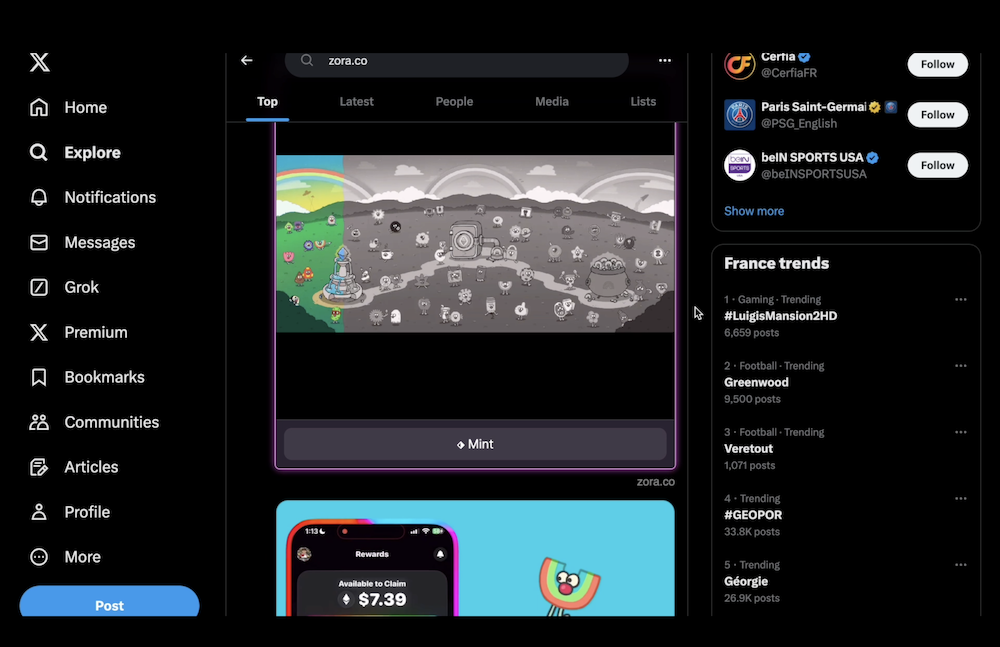 Home
Explore
Notifications
Messages
Grok
Premium
Bookmarks
Communities
Articles
Profile
More
Post
zora.co
Top
Latest
People
Media
Lists
Mint
zora.co
1:13
Rewards
Available to Claim
$7.39
Cerfia
@CerfiaFR
Follow
Paris Saint-Germai
@PSG_English
Follow
beIN SPORTS USA
@beINSPORTSUSA
Follow
Show more
France trends
1 · Gaming · Trending
#LuigisMansion2HD
6,659 posts
2 · Football · Trending
Greenwood
9,500 posts
3 · Football · Trending
Veretout
1,071 posts
4 · Trending
#GEOPOR
33.8K posts
5 · Trending
Géorgie
26.9K posts